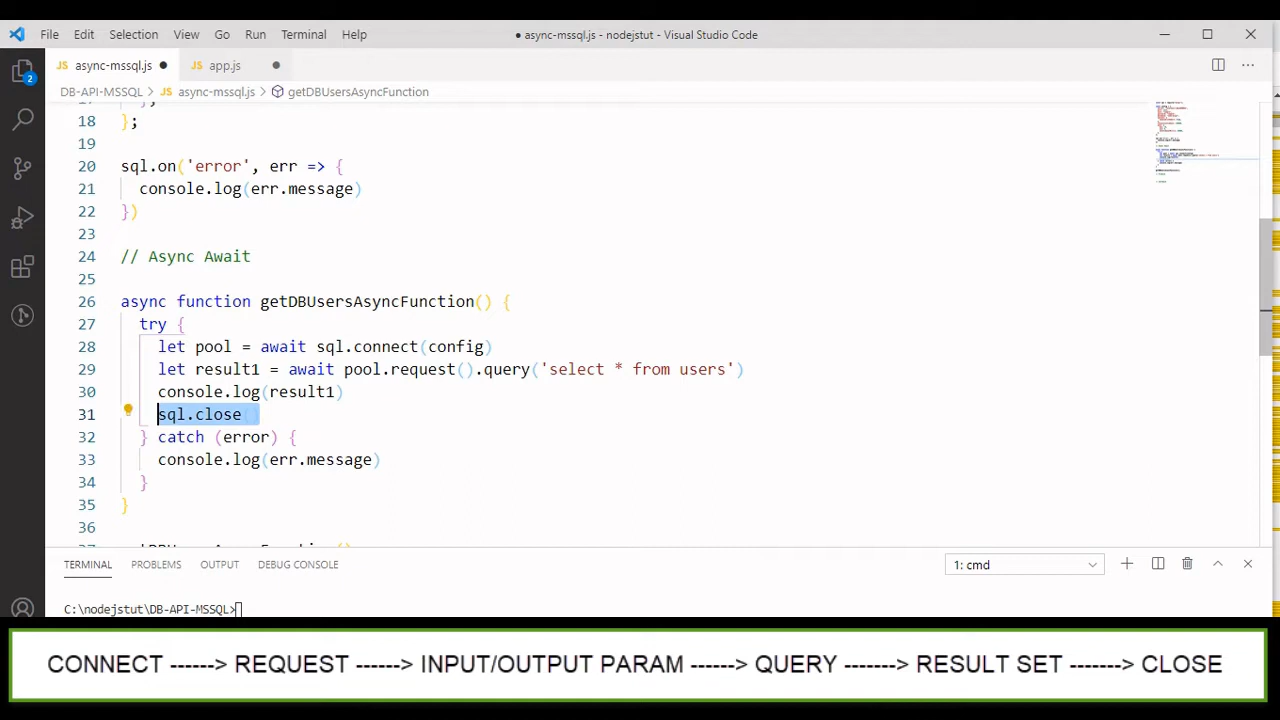 File Edit Selection View Go Run Terminal Help
● async-mssql.js - nodejstut - Visual Studio Code
JS async-mssql.js ● JS app.js ●
DB-API-MSSQL > JS async-mssql.js > getDBUsersAsyncFunction
2
18 };
19
20 sql.on('error', err => {
21 console.log(err.message)
22 })
23
24 // Async Await
25
26 async function getDBUsersAsyncFunction() {
27 try {
28 let pool = await sql.connect(config)
29 let result1 = await pool.request().query('select * from users')
30 console.log(result1)
31 sql.close()
32 } catch (error) {
33 console.log(err.message)
34 }
35 }
36
TERMINAL PROBLEMS OUTPUT DEBUG CONSOLE 1: cmd
C:\nodejstut\DB-API-MSSQL>
CONNECT ------> REQUEST ------> INPUT/OUTPUT PARAM ------> QUERY -------> RESULT SET -------> CLOSE